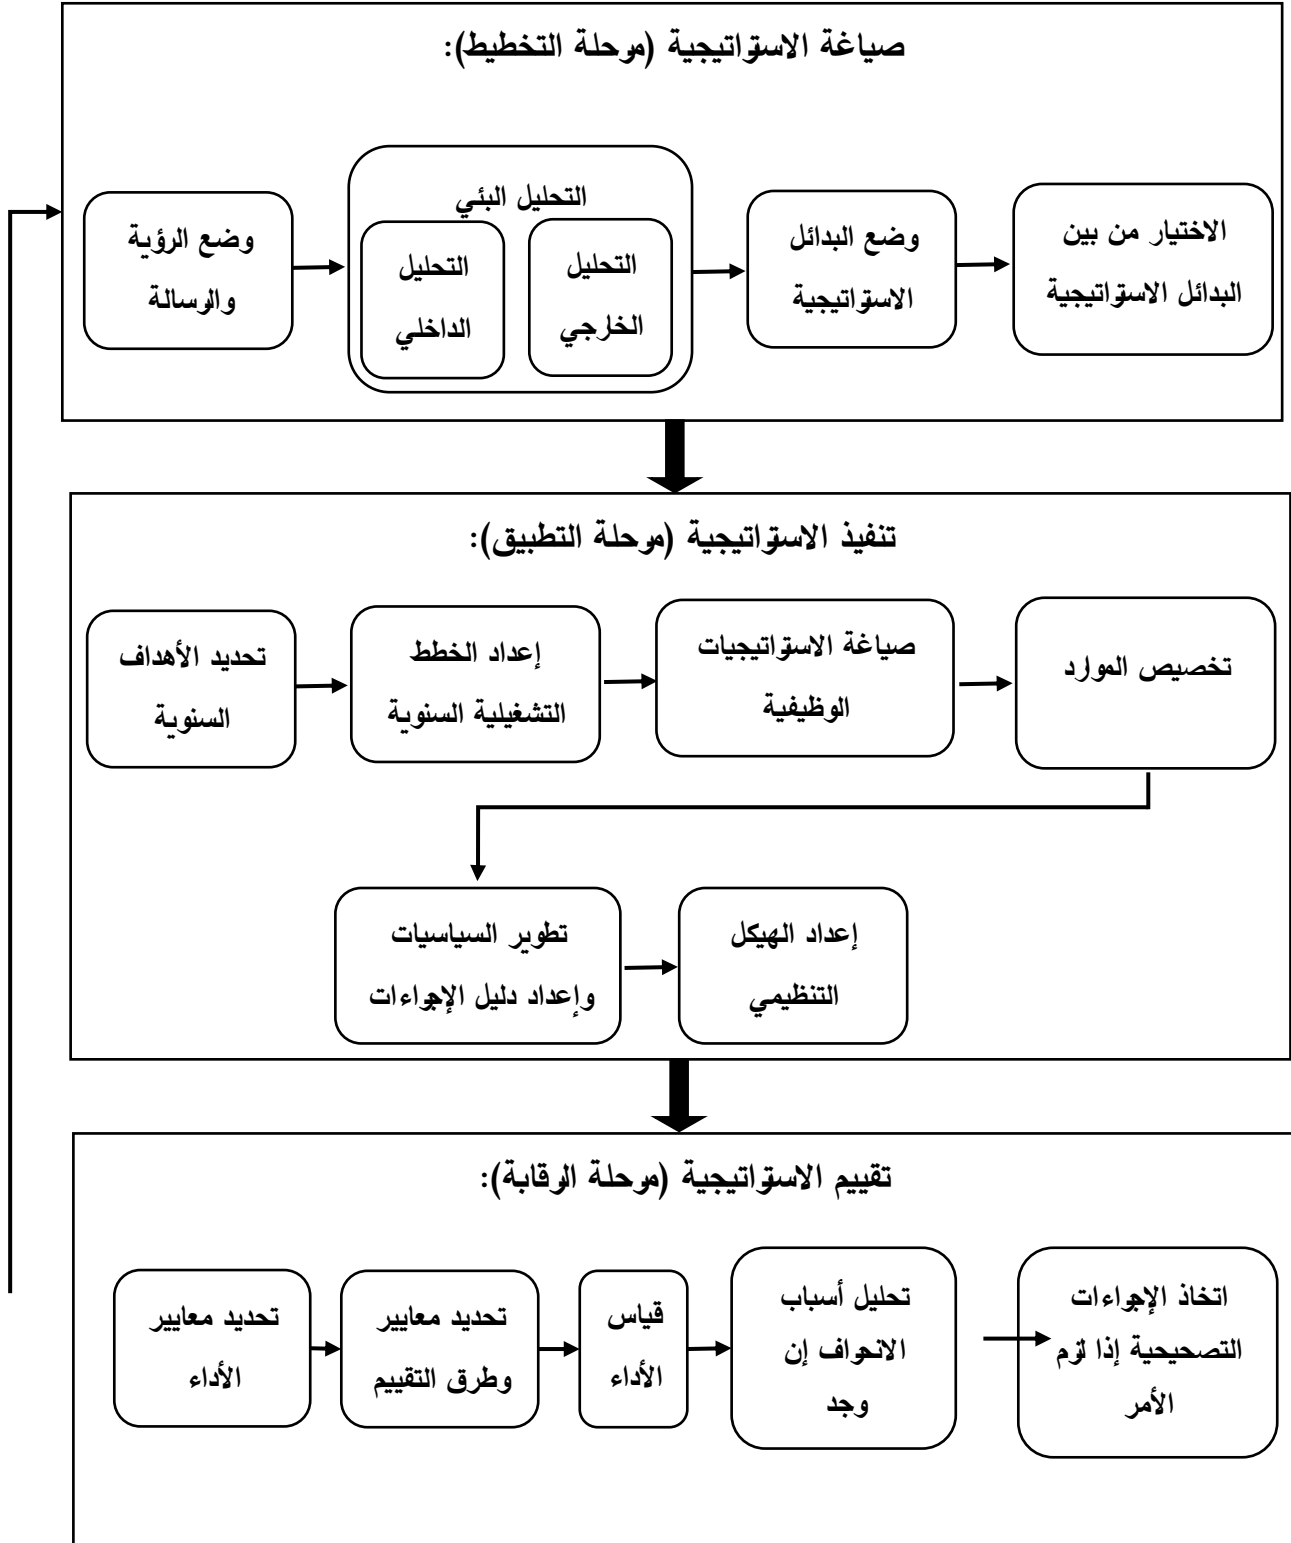 صياغة الاستراتيجية (مرحلة التخطيط):
وضع الرؤية
والرسالة
التحليل البئي
التحليل
الداخلي
التحليل
الخارجي
وضع البدائل
الاستراتيجية
الاختيار من بين
البدائل الاستراتيجية
تنفيذ الاستراتيجية (مرحلة التطبيق):
تحديد الأهداف
السنوية
إعداد الخطط
التشغيلية السنوية
صياغة الاستراتيجيات
الوظيفية
تخصيص الموارد
تطوير السياسيات
وإعداد دليل الإجراءات
إعداد الهيكل
التنظيمي
تقييم الاستراتيجية (مرحلة الرقابة):
تحديد معايير
الأداء
تحديد معايير
وطرق التقييم
قياس
الأداء
تحليل أسباب
الانحراف إن
وجد
اتخاذ الإجراءات
التصحيحية إذا لزم
الأمر